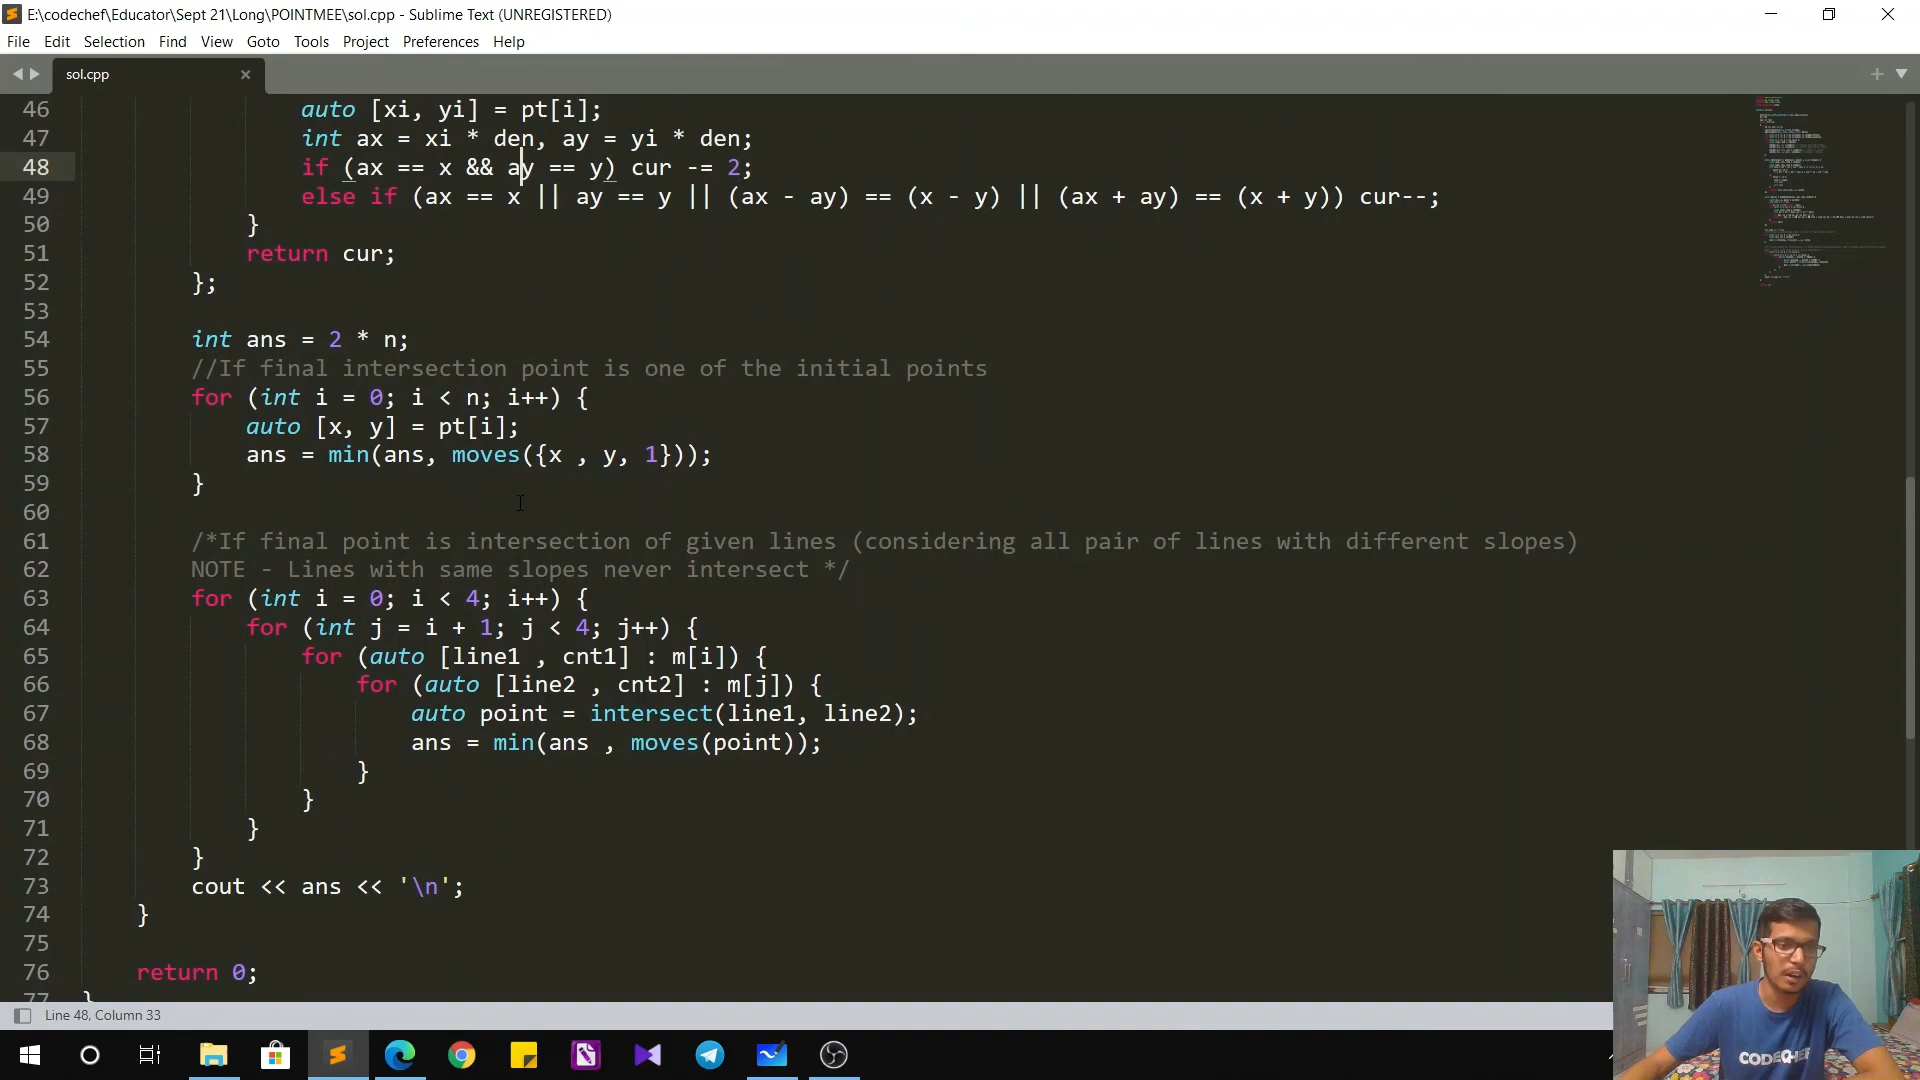 E:\codechef\Educator\Sept 21\Long\POINTMEE\sol.cpp - Sublime Text (UNREGISTERED)
File Edit Selection Find View Goto Tools Project Preferences Help
sol.cpp
46 auto [xi, yi] = pt[i];
47 int ax = xi * den, ay = yi * den;
48 if (ax == x && ay == y) cur -= 2;
49 else if (ax == x || ay == y || (ax - ay) == (x - y) || (ax + ay) == (x + y)) cur--;
50 }
51 return cur;
52 };
53
54 int ans = 2 * n;
55 //If final intersection point is one of the initial points
56 for (int i = 0; i < n; i++) {
57 auto [x, y] = pt[i];
58 ans = min(ans, moves({x , y, 1}));
59 }
60
61 /*If final point is intersection of given lines (considering all pair of lines with different slopes)
62 NOTE - Lines with same slopes never intersect */
63 for (int i = 0; i < 4; i++) {
64 for (int j = i + 1; j < 4; j++) {
65 for (auto [line1 , cnt1] : m[i]) {
66 for (auto [line2 , cnt2] : m[j]) {
67 auto point = intersect(line1, line2);
68 ans = min(ans , moves(point));
69 }
70 }
71 }
72 }
73 cout << ans << '\n';
74 }
75
76 return 0;
77 }
Line 48, Column 33
CODECHEF